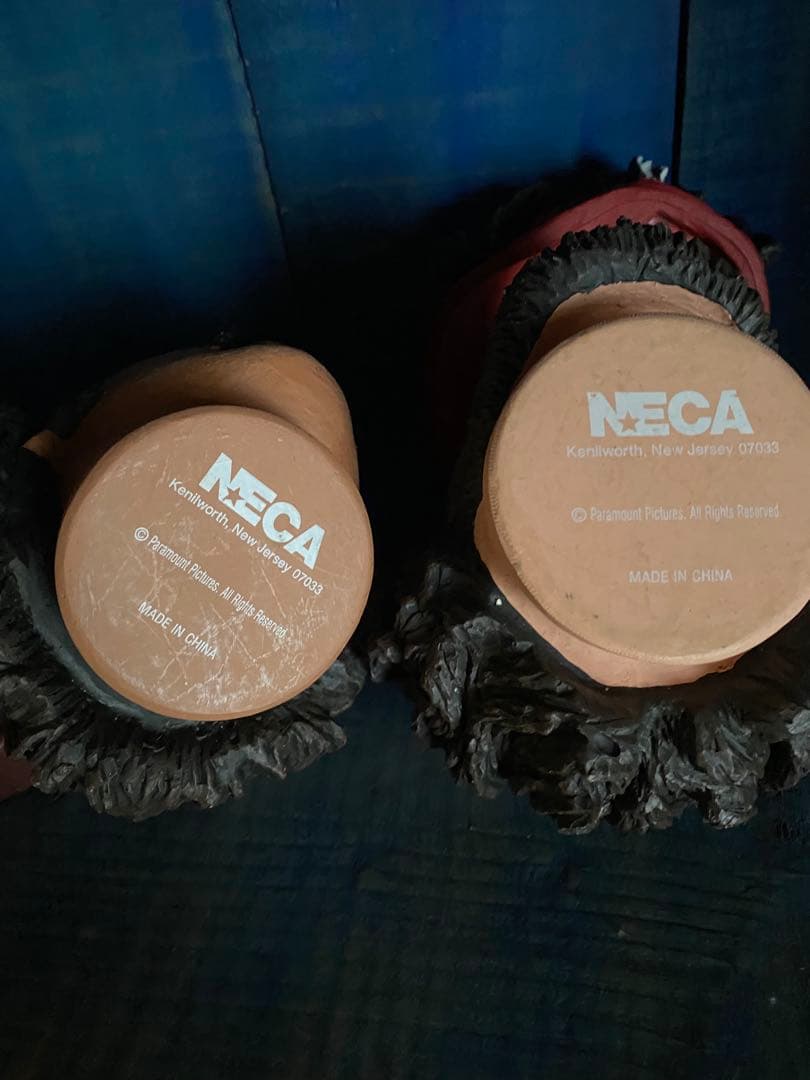 NECA
Kenilworth, New Jersey 07033
© Paramount Pictures. All Rights Reserved
MADE IN CHINA
NECA
Kenilworth, New Jersey 07033
© Paramount Pictures. All Rights Reserved
MADE IN CHINA